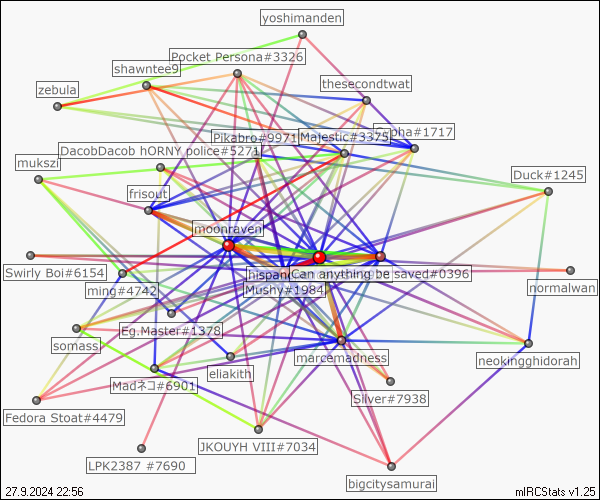 yoshimanden
Pocket Persona#3326
shawntee9
thesecondtwat
zebula
Pikabro#9971
Majestic#3375
pha#1717
DacobDacob hORNY police#5271
mukszi
Duck#1245
frisout
moonraven
Swirly Boi#6154
hispan
Can anything be saved#0396
normalwan
ming#4742
Mushy#1984
Eg.Master#1378
somass
marcemadness
neokingghidorah
eliakith
Madネコ#6901
Silver#7938
Fedora Stoat#4479
JKOUYH VIII#7034
LPK2387 #7690
bigcitysamurai
27.9.2024 22:56
mIRCStats v1.25